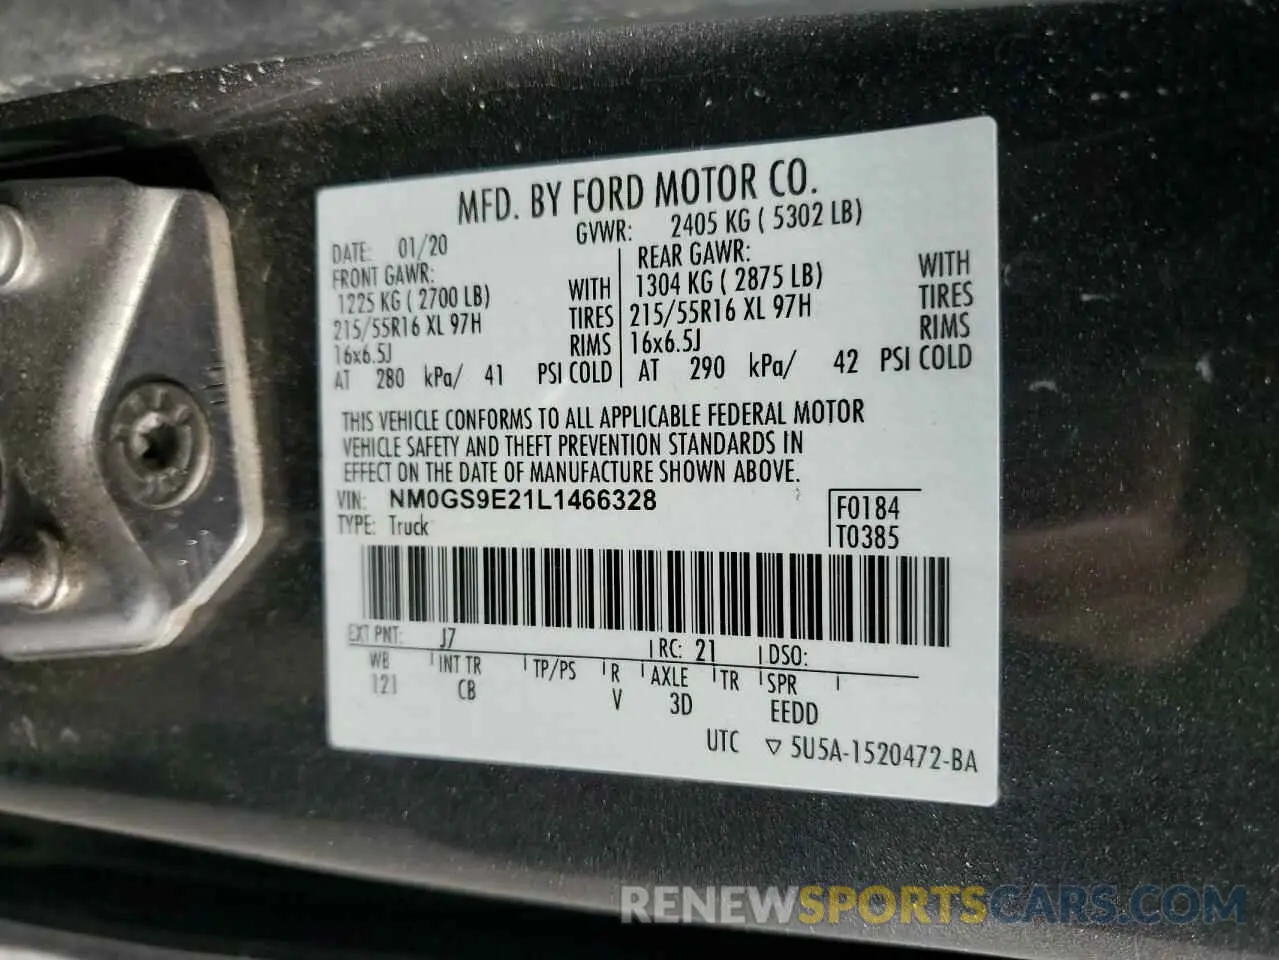 MFD. BY FORD MOTOR CO.
DATE: 01/20 GVWR: 2405 KG ( 5302 LB)
FRONT GAWR: REAR GAWR:
1225 KG ( 2700 LB) WITH 1304 KG ( 2875 LB) WITH
215/55R16 XL 97H TIRES 215/55R16 XL 97H TIRES
16x6.5J RIMS 16x6.5J RIMS
AT 280 kPa/ 41 PSI COLD AT 290 kPa/ 42 PSI COLD
THIS VEHICLE CONFORMS TO ALL APPLICABLE FEDERAL MOTOR
VEHICLE SAFETY AND THEFT PREVENTION STANDARDS IN
EFFECT ON THE DATE OF MANUFACTURE SHOWN ABOVE.
VIN: NM0GS9E21L1466328 F0184
TYPE: Truck T0385
EXT PNT: J7 RC: 21 DSO:
WB INT TR TP/PS R AXLE TR SPR
121 CB V 3D EEDD
UTC ▽ 5U5A-1520472-BA
RENEWSPORTSCARS.COM